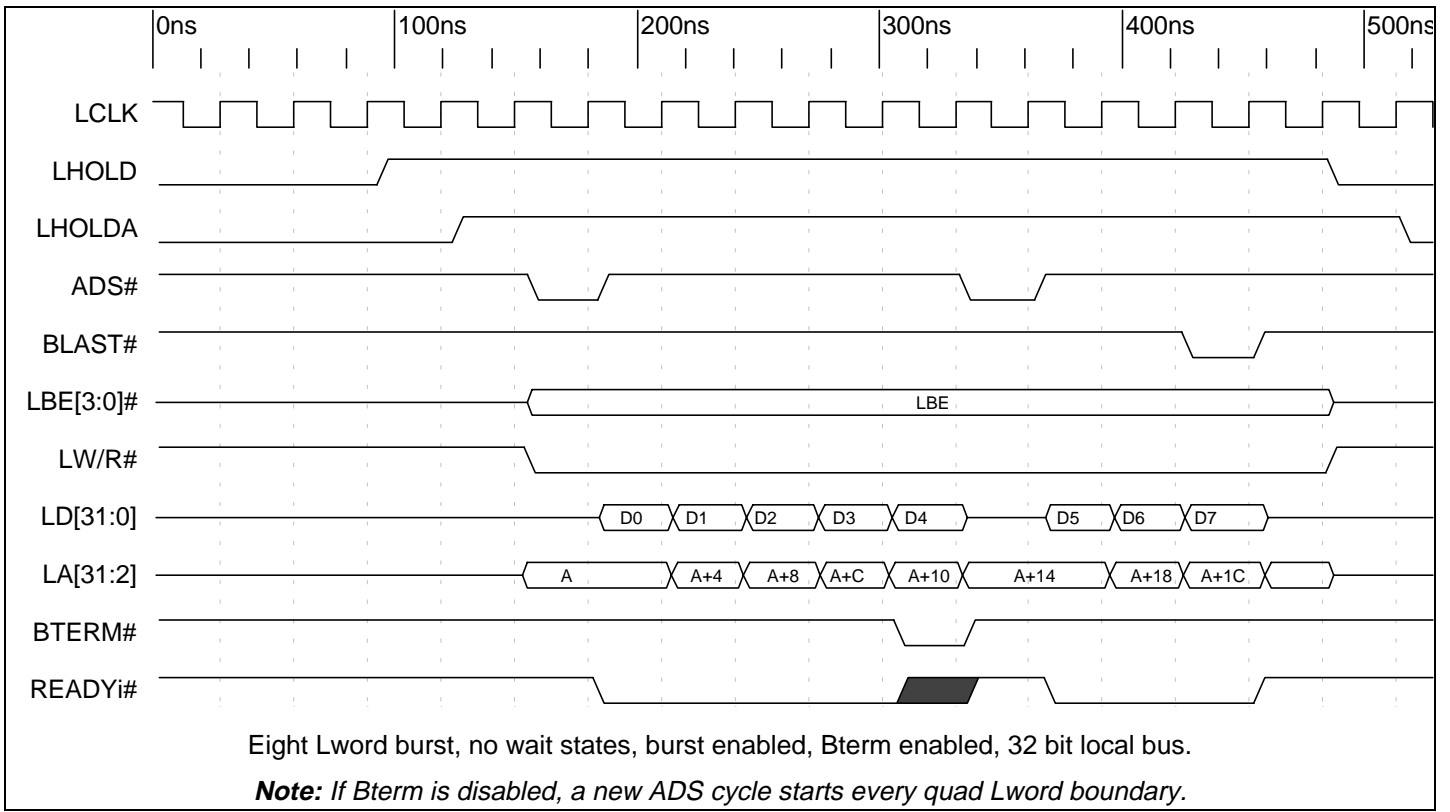 0ns 100ns 200ns 300ns 400ns 500ns
LCLK
LHOLD
LHOLDA
ADS#
BLAST#
LBE[3:0]# LBE
LW/R#
LD[31:0] D0 D1 D2 D3 D4 D5 D6 D7
LA[31:2] A A+4 A+8 A+C A+10 A+14 A+18 A+1C
BTERM#
READYi#
Eight Lword burst, no wait states, burst enabled, Bterm enabled, 32 bit local bus.
Note: If Bterm is disabled, a new ADS cycle starts every quad Lword boundary.